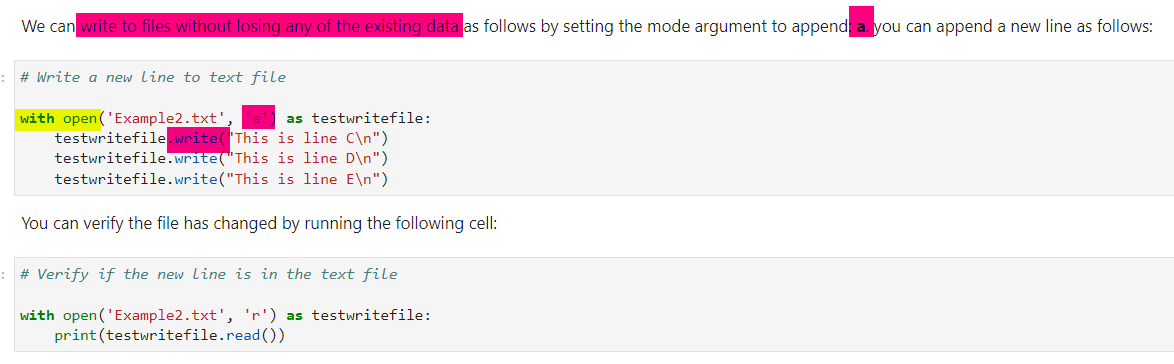 We can write to files without losing any of the existing data as follows by setting the mode argument to append: a. you can append a new line as follows:
: # Write a new line to text file
with open('Example2.txt', 'a') as testwritefile:
    testwritefile.write("This is line C\n")
    testwritefile.write("This is line D\n")
    testwritefile.write("This is line E\n")
You can verify the file has changed by running the following cell:
: # Verify if the new line is in the text file
with open('Example2.txt', 'r') as testwritefile:
    print(testwritefile.read())